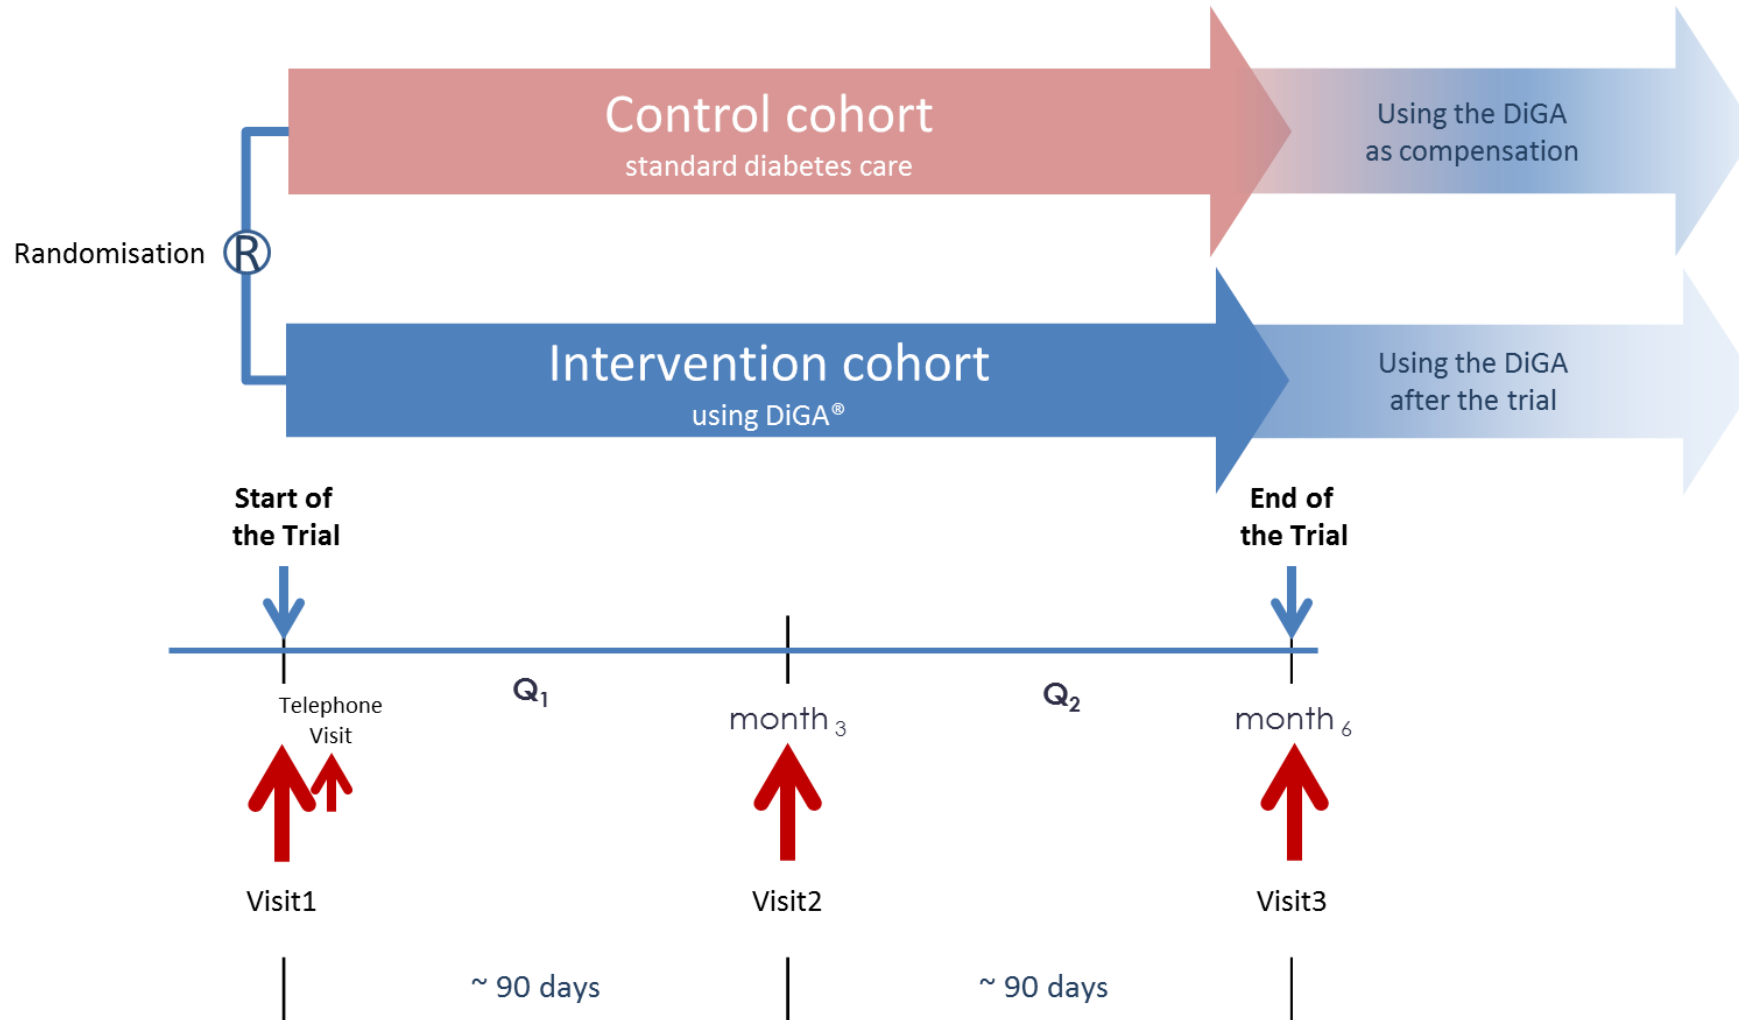 Control cohort
standard diabetes care
Using the DiGA
as compensation
Randomisation
R
Intervention cohort
using DiGA®
Using the DiGA
after the trial
Start of
the Trial
End of
the Trial
Q1
Q2
Telephone
Visit
month 3
month 6
Visit1
Visit2
Visit3
~ 90 days
~ 90 days